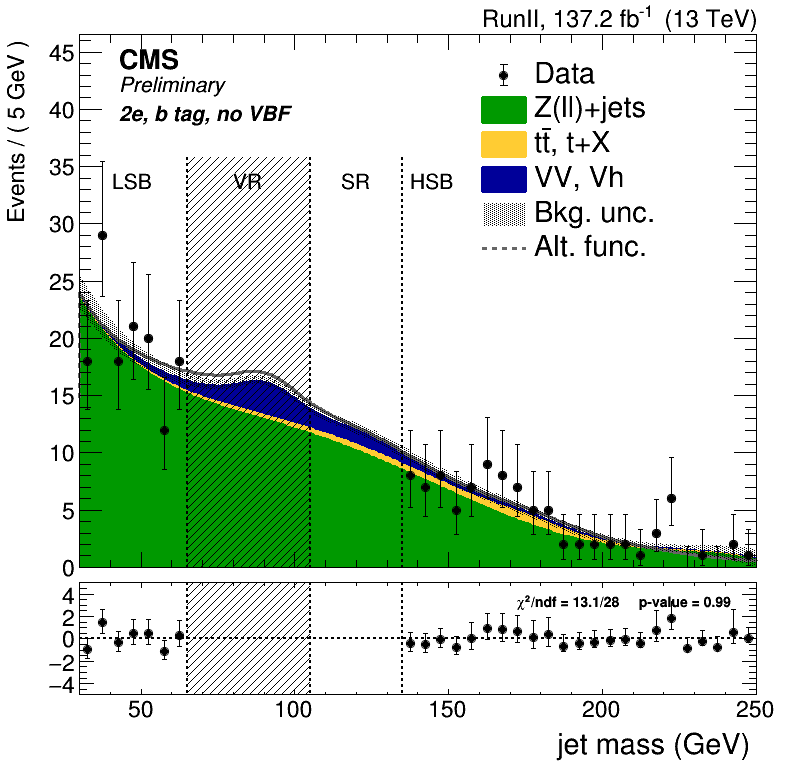 RunII, 137.2 fb⁻¹ (13 TeV)
CMS
Preliminary
2e, b tag, no VBF
Data
Z(ll)+jets
tt̄, t+X
VV, Vh
Bkg. unc.
Alt. func.
LSB VR SR HSB
Events / ( 5 GeV )
45
40
35
30
25
20
15
10
5
0
χ²/ndf = 13.1/28 p-value = 0.99
4
2
0
−2
−4
50 100 150 200 250
jet mass (GeV)